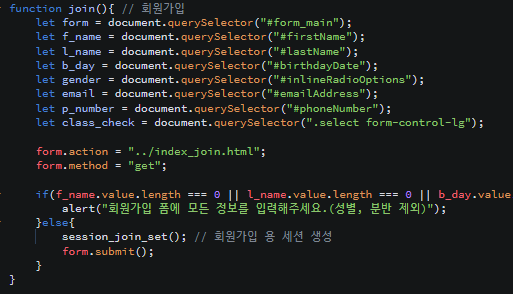 function join(){ // 회원가입
    let form = document.querySelector("#form_main");
    let f_name = document.querySelector("#firstName");
    let l_name = document.querySelector("#lastName");
    let b_day = document.querySelector("#birthdayDate");
    let gender = document.querySelector("#inlineRadioOptions");
    let email = document.querySelector("#emailAddress");
    let p_number = document.querySelector("#phoneNumber");
    let class_check = document.querySelector(".select form-control-lg");

    form.action = "../index_join.html";
    form.method = "get";

    if(f_name.value.length === 0 || l_name.value.length === 0 || b_day.value
        alert("회원가입 폼에 모든 정보를 입력해주세요.(성별, 분반 제외)");
    }else{
        session_join_set(); // 회원가입 용 세션 생성
        form.submit();
    }
}